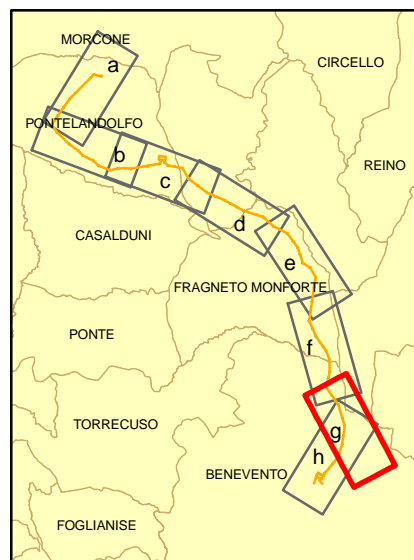 MORCONE
a
CIRCELLO
PONTELANDOLFO
REINO
b
c
d
CASALDUNI
e
FRAGNETO MONFORTE
PONTE
f
TORRECUSO
g
h
BENEVENTO
FOGLIANISE